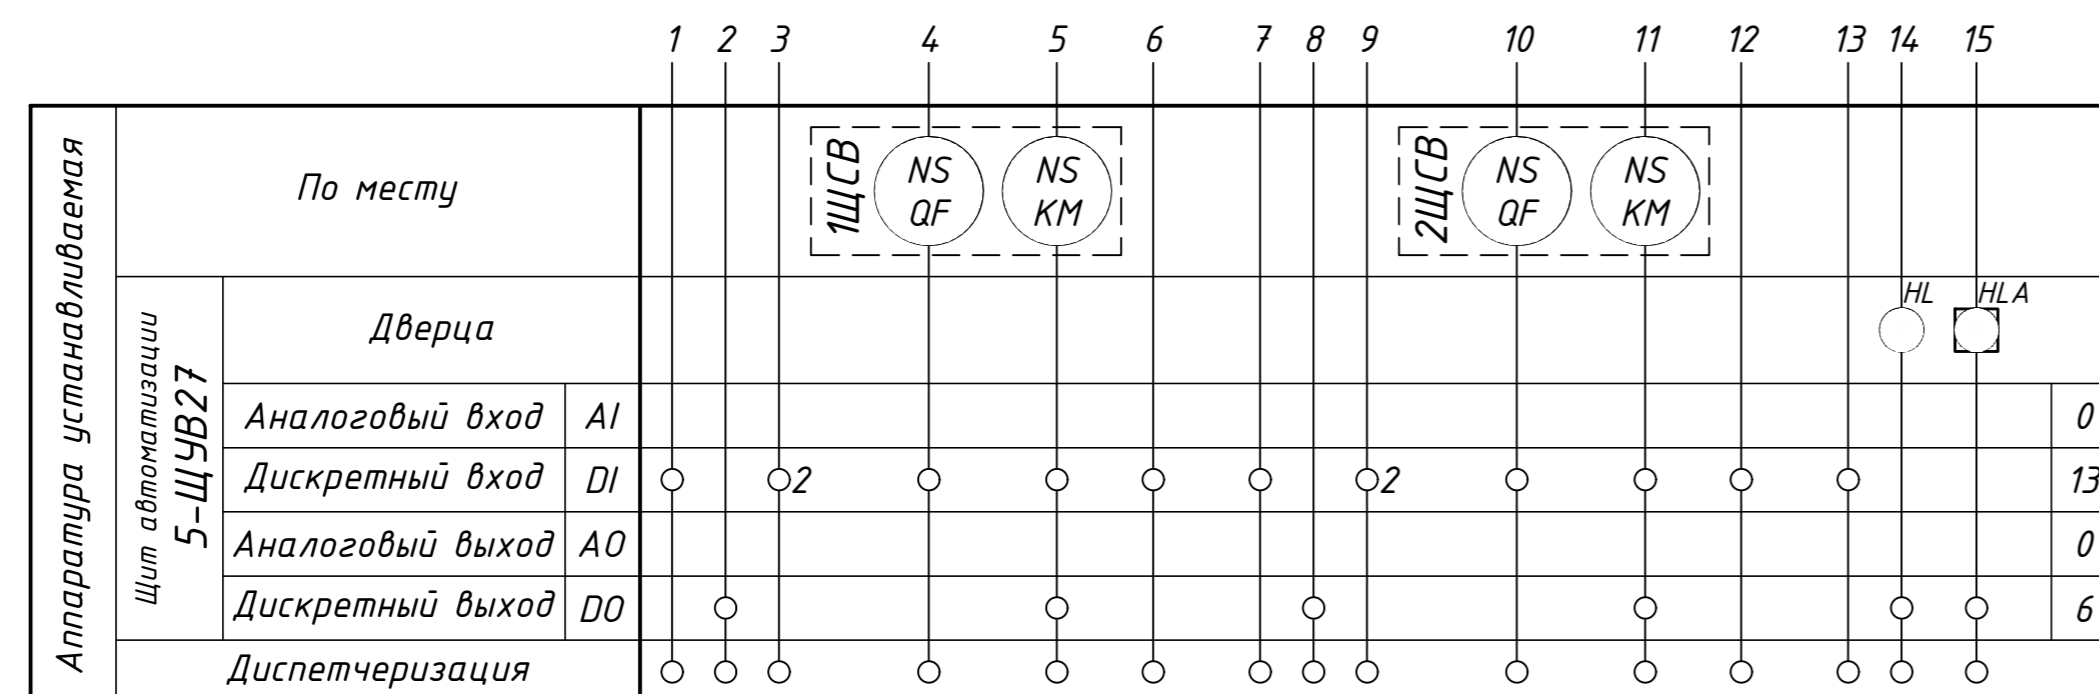 1 2 3 4 5 6 7 8 9 10 11 12 13 14 15
Аппаратура устанавливаемая
По месту
1ЩСВ
NS
QF
NS
KM
2ЩСВ
NS
QF
NS
KM
Щит автоматизации
5-ЩУВ27
Дверца
HL
HLA
Аналоговый вход AI 0
Дискретный вход DI 2 2 13
Аналоговый выход AO 0
Дискретный выход DO 6
Диспетчеризация